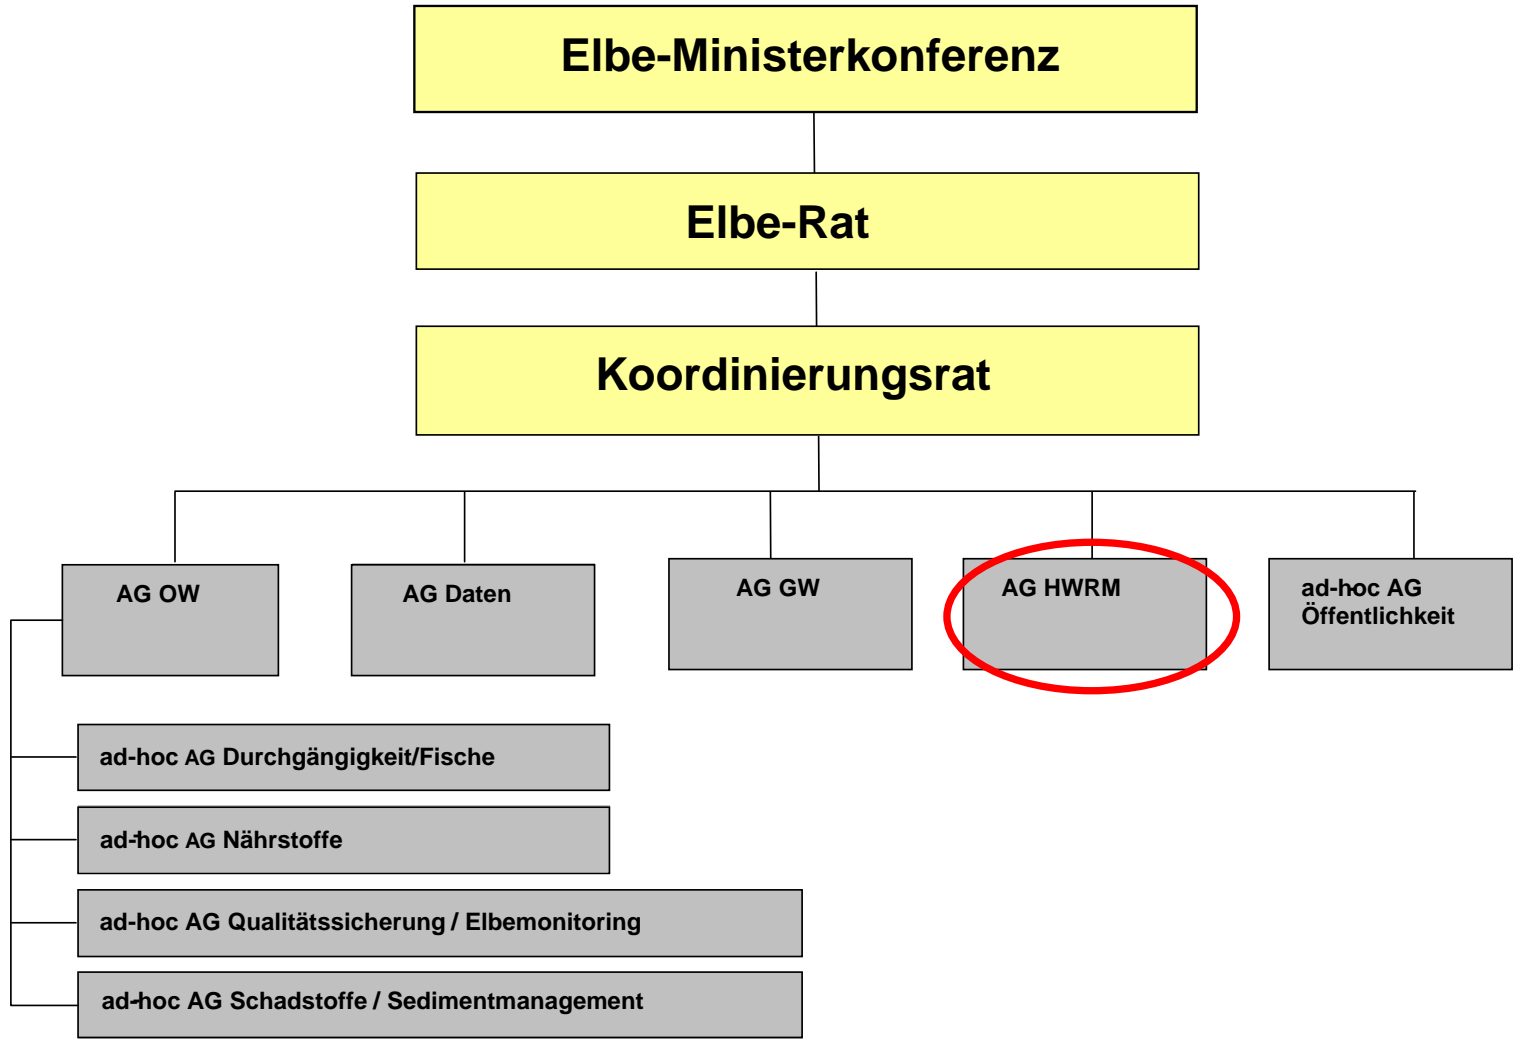 Elbe-Ministerkonferenz
Elbe-Rat
Koordinierungsrat
AG OW
AG Daten
AG GW
AG HWRM
ad-hoc AG
Öffentlichkeit
ad-hoc AG Durchgängigkeit/Fische
ad-hoc AG Nährstoffe
ad-hoc AG Qualitätssicherung / Elbemonitoring
ad-hoc AG Schadstoffe / Sedimentmanagement